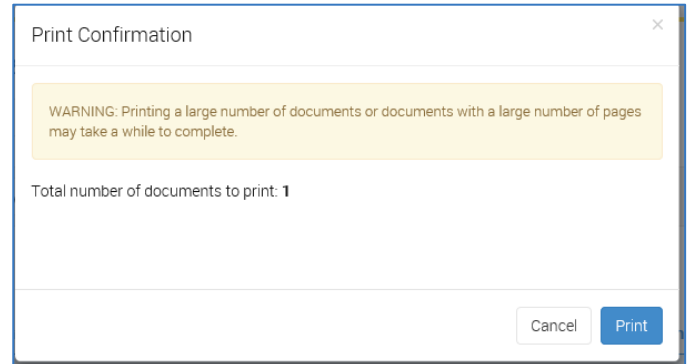 Print Confirmation
×
WARNING: Printing a large number of documents or documents with a large number of pages
may take a while to complete.
Total number of documents to print: 1
Cancel
Print